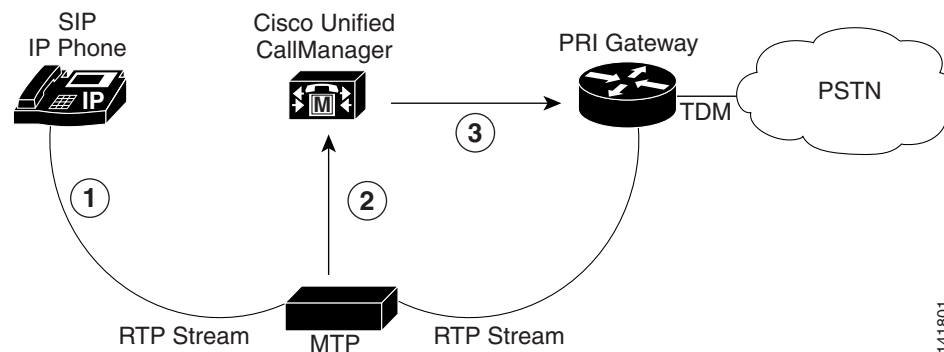 SIP
IP Phone
Cisco Unified
CallManager
PRI Gateway
IP
M
TDM
PSTN
3
1
2
RTP Stream
MTP
RTP Stream
141801